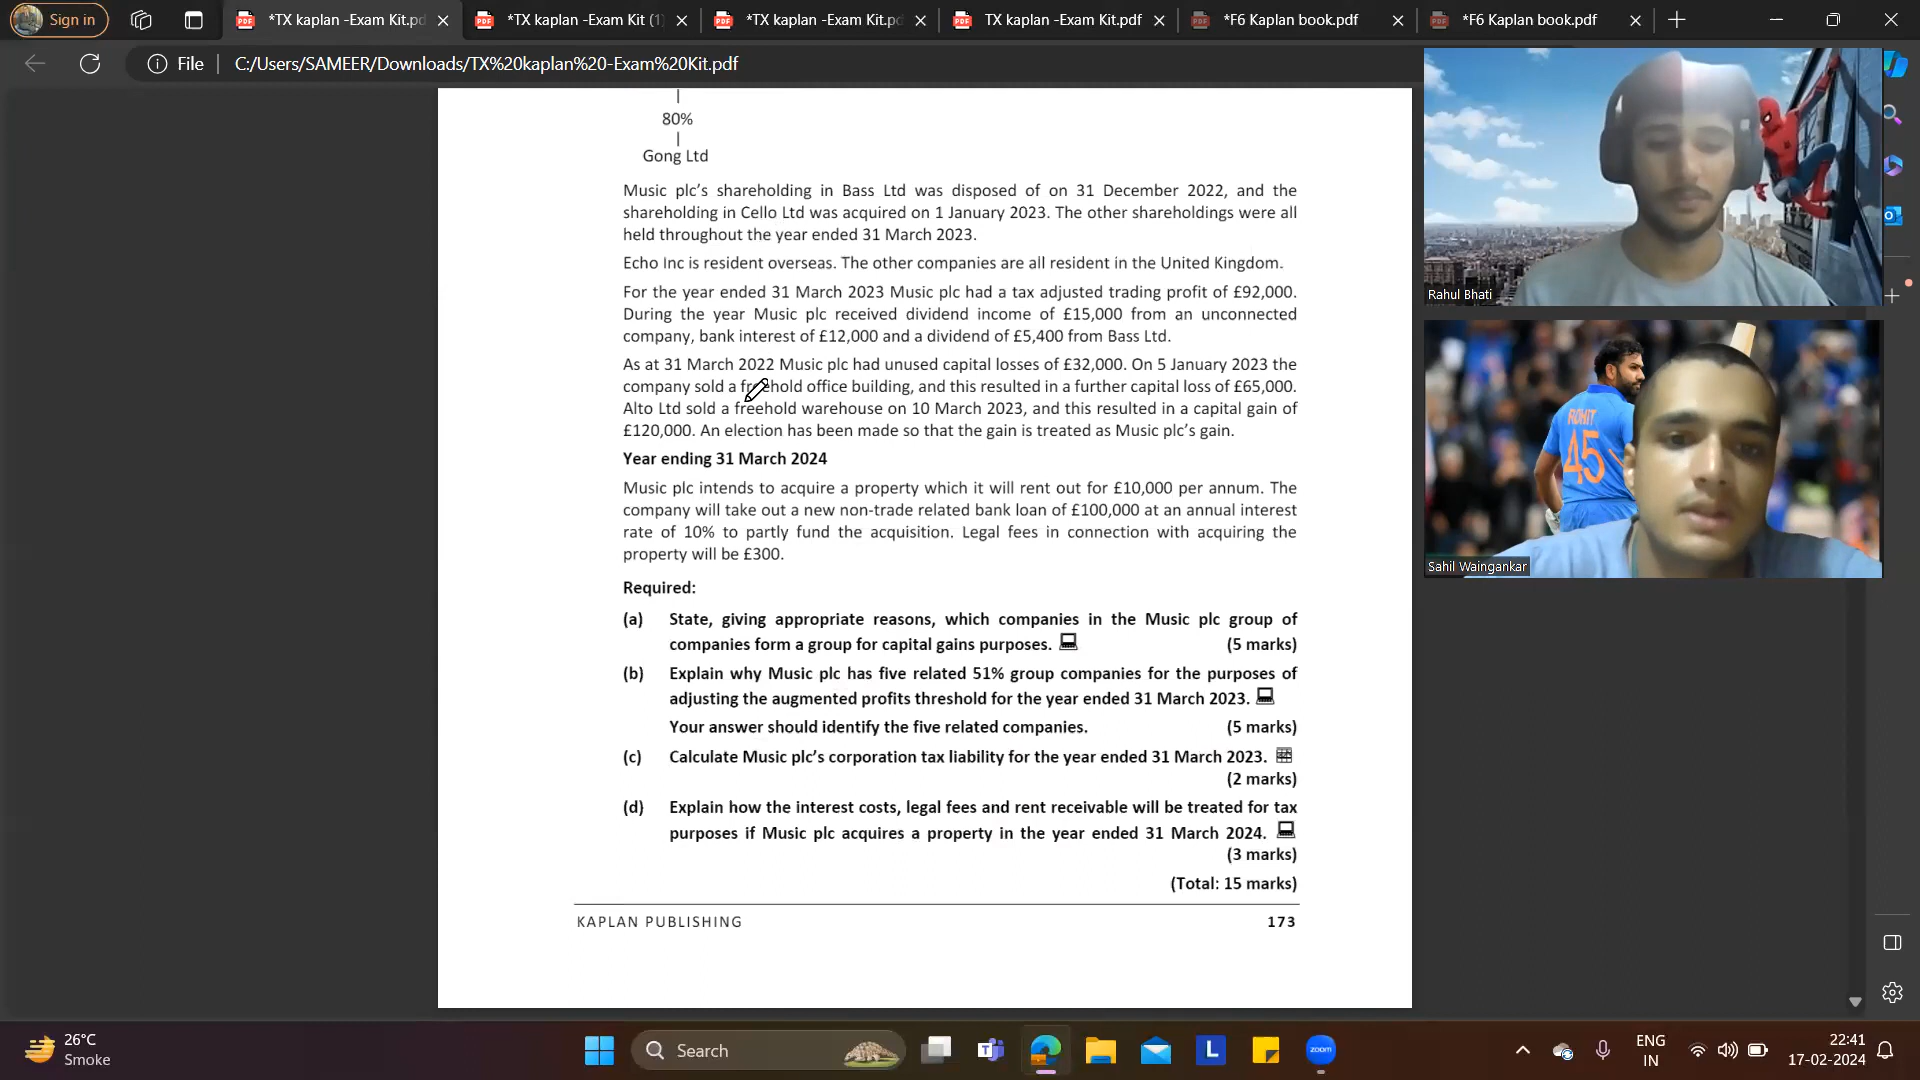 Sign in
*TX kaplan -Exam Kit.pd
*TX kaplan -Exam Kit (1)
*TX kaplan -Exam Kit.pd
TX kaplan -Exam Kit.pdf
*F6 Kaplan book.pdf
*F6 Kaplan book.pdf
File
C:/Users/SAMEER/Downloads/TX%20kaplan%20-Exam%20Kit.pdf
80%
Gong Ltd
Music plc's shareholding in Bass Ltd was disposed of on 31 December 2022, and the
shareholding in Cello Ltd was acquired on 1 January 2023. The other shareholdings were all
held throughout the year ended 31 March 2023.
Echo Inc is resident overseas. The other companies are all resident in the United Kingdom.
For the year ended 31 March 2023 Music plc had a tax adjusted trading profit of £92,000.
During the year Music plc received dividend income of £15,000 from an unconnected
company, bank interest of £12,000 and a dividend of £5,400 from Bass Ltd.
As at 31 March 2022 Music plc had unused capital losses of £32,000. On 5 January 2023 the
company sold a freehold office building, and this resulted in a further capital loss of £65,000.
Alto Ltd sold a freehold warehouse on 10 March 2023, and this resulted in a capital gain of
£120,000. An election has been made so that the gain is treated as Music plc's gain.
Year ending 31 March 2024
Music plc intends to acquire a property which it will rent out for £10,000 per annum. The
company will take out a new non-trade related bank loan of £100,000 at an annual interest
rate of 10% to partly fund the acquisition. Legal fees in connection with acquiring the
property will be £300.
Required:
(a) State, giving appropriate reasons, which companies in the Music plc group of
companies form a group for capital gains purposes. (5 marks)
(b) Explain why Music plc has five related 51% group companies for the purposes of
adjusting the augmented profits threshold for the year ended 31 March 2023.
Your answer should identify the five related companies. (5 marks)
(c) Calculate Music plc's corporation tax liability for the year ended 31 March 2023.
(2 marks)
(d) Explain how the interest costs, legal fees and rent receivable will be treated for tax
purposes if Music plc acquires a property in the year ended 31 March 2024.
(3 marks)
(Total: 15 marks)
KAPLAN PUBLISHING 173
Rahul Bhati
ROHIT
45
Sahil Waingankar
26°C
Smoke
Search
L
zoom
ENG
IN
22:41
17-02-2024